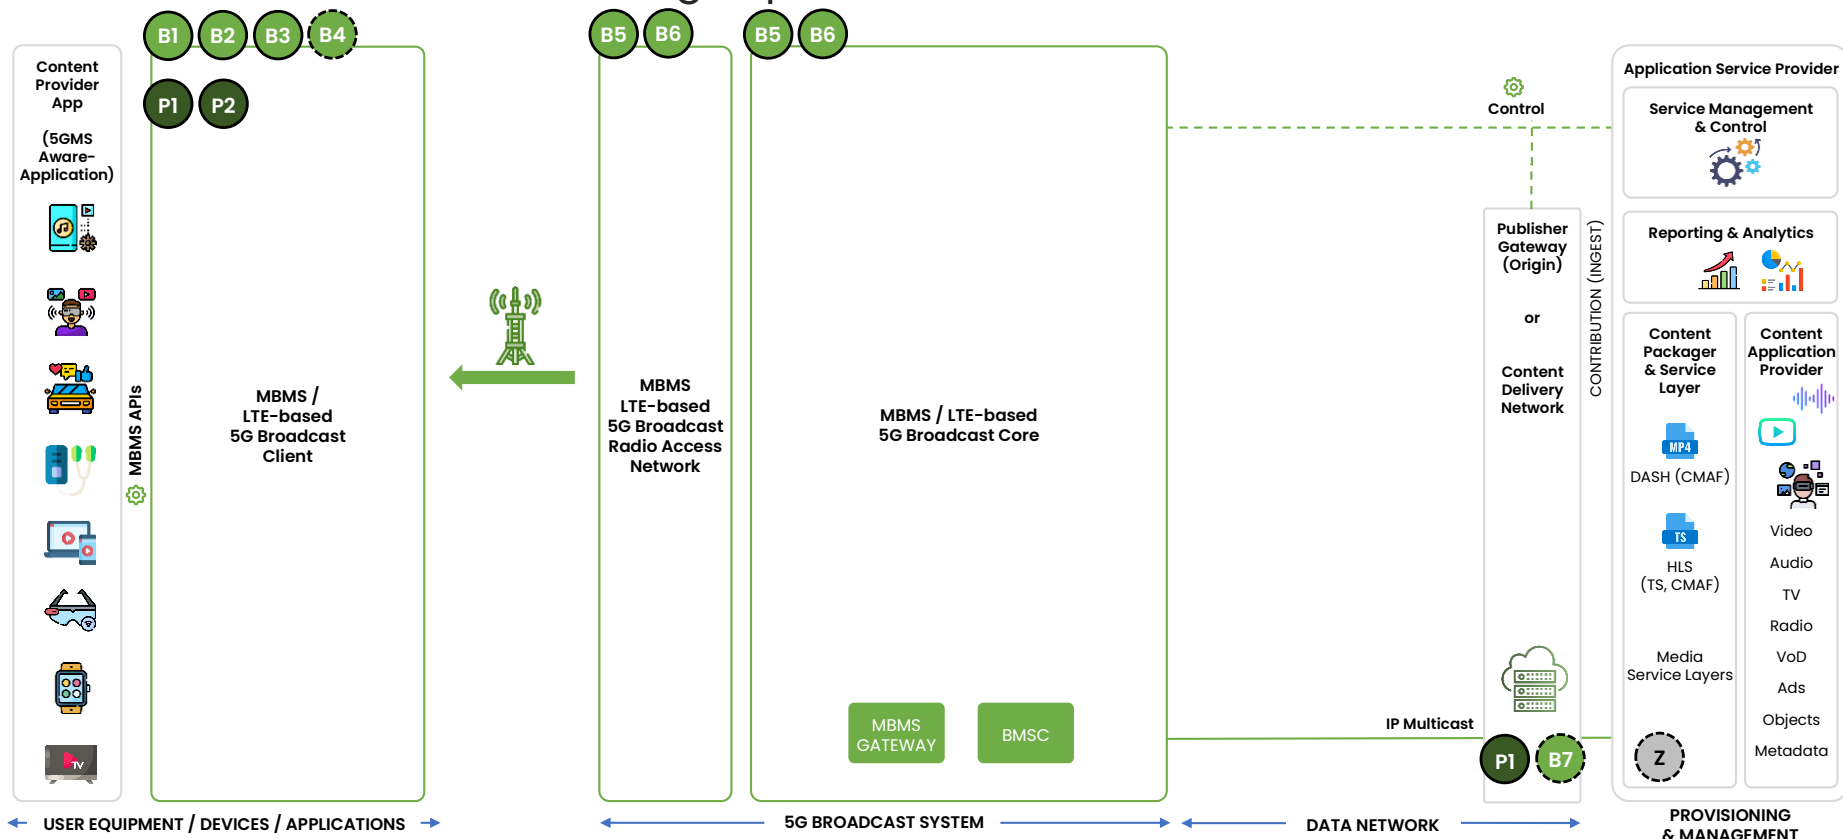 B1 B2 B3 B4
P1 P2
B5 B6
B5 B6
Content
Provider
App
(5GMS
Aware-
Application)
TV
MBMS APIs
MBMS /
LTE-based
5G Broadcast
Client
MBMS
LTE-based
5G Broadcast
Radio Access
Network
MBMS / LTE-based
5G Broadcast Core
MBMS
GATEWAY
BMSC
Control
IP Multicast
Publisher
Gateway
(Origin)
or
Content
Delivery
Network
P1 B7
CONTRIBUTION (INGEST)
Application Service Provider
Service Management
& Control
Reporting & Analytics
Content
Packager
& Service
Layer
MP4
DASH (CMAF)
TS
HLS
(TS, CMAF)
Media
Service Layers
Z
Content
Application
Provider
Video
Audio
TV
Radio
VoD
Ads
Objects
Metadata
USER EQUIPMENT / DEVICES / APPLICATIONS
5G BROADCAST SYSTEM
DATA NETWORK
PROVISIONING
& MANAGEMENT